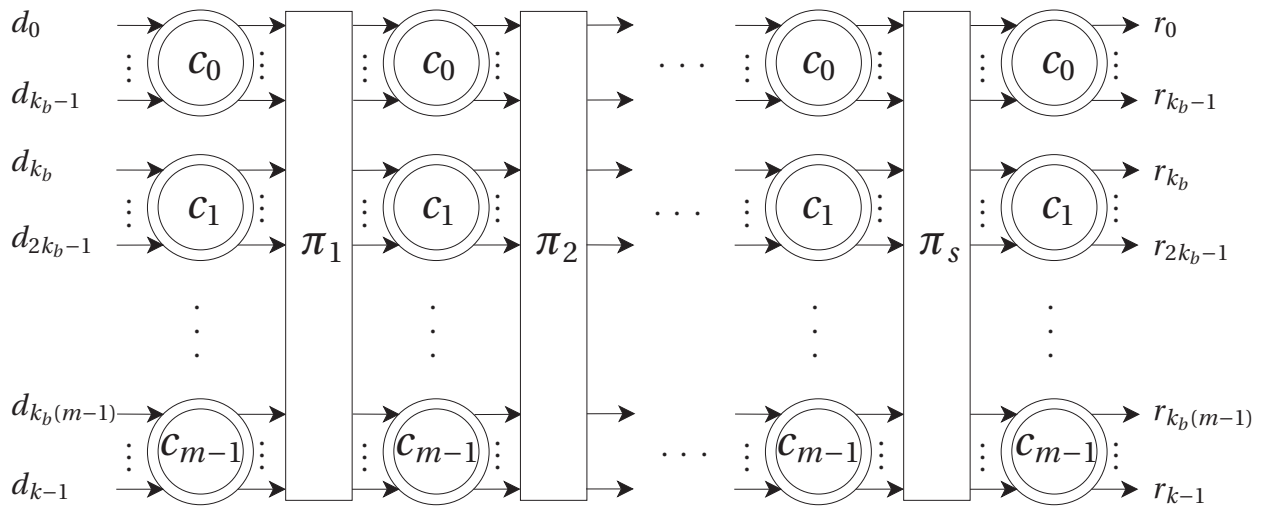 d_0 c_0 c_0 . . . c_0 c_0 r_0
d_{k_b-1} r_{k_b-1}
d_{k_b} r_{k_b}
c_1 c_1 . . . c_1 c_1
d_{2k_b-1} π_1 π_2 π_s r_{2k_b-1}
d_{k_b(m-1)} r_{k_b(m-1)}
c_{m-1} c_{m-1} . . . c_{m-1} c_{m-1}
d_{k-1} r_{k-1}